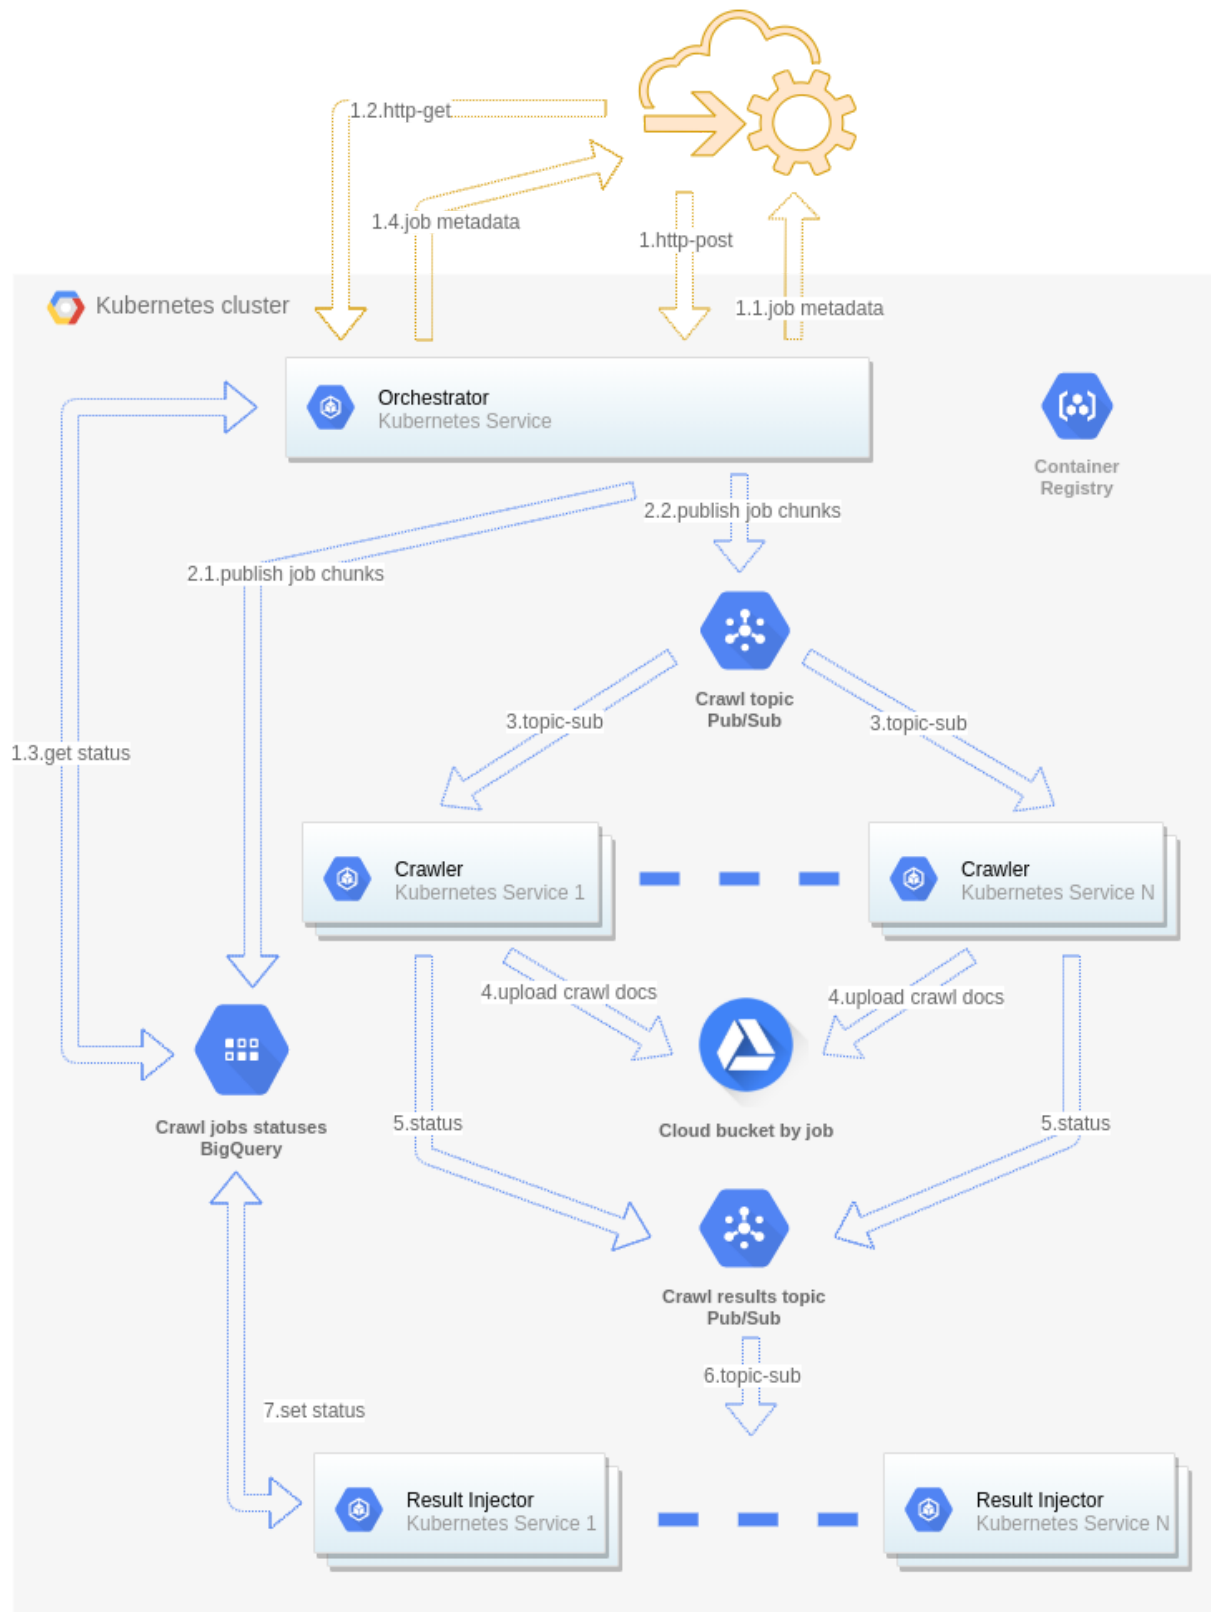 1.2.http-get
1.4.job metadata
1.http-post
1.1.job metadata
Kubernetes cluster
Orchestrator
Kubernetes Service
Container
Registry
2.2.publish job chunks
2.1.publish job chunks
Crawl topic
Pub/Sub
3.topic-sub
3.topic-sub
1.3.get status
Crawler
Kubernetes Service 1
Crawler
Kubernetes Service N
4.upload crawl docs
4.upload crawl docs
Crawl jobs statuses
BigQuery
5.status
Cloud bucket by job
5.status
Crawl results topic
Pub/Sub
6.topic-sub
7.set status
Result Injector
Kubernetes Service 1
Result Injector
Kubernetes Service N